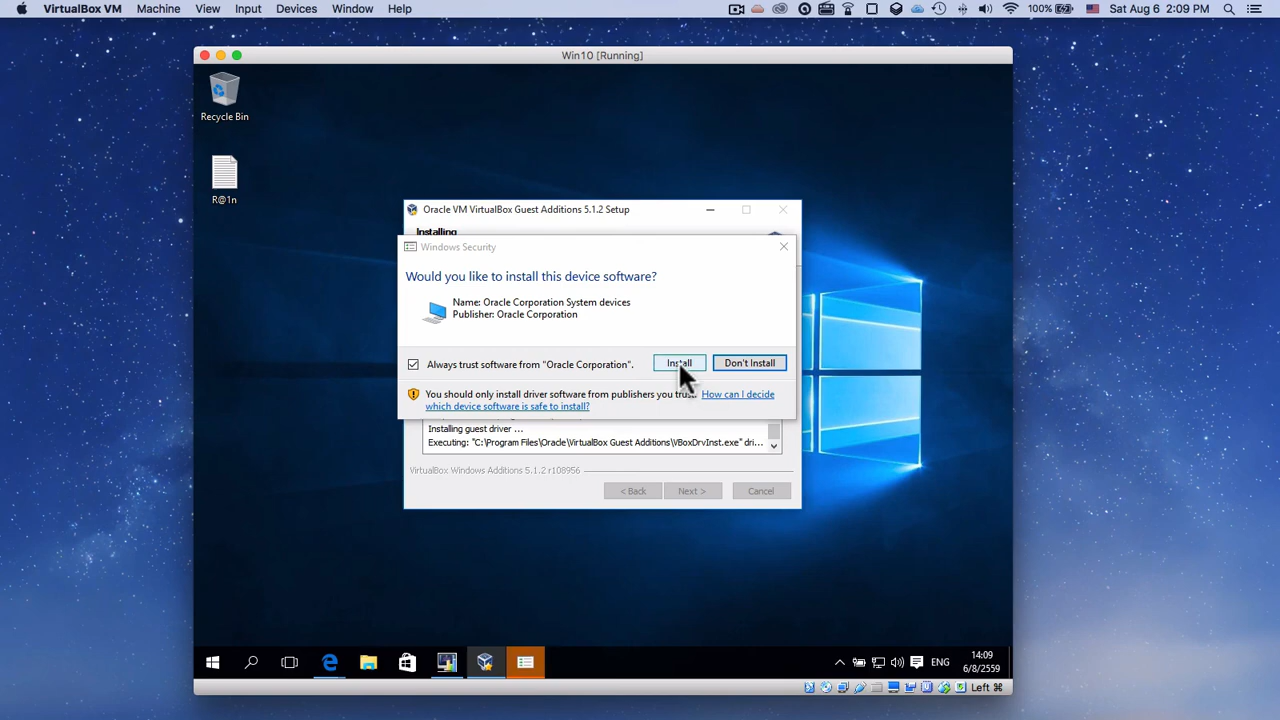 VirtualBox VM Machine View Input Devices Window Help 100% Sat Aug 6 2:09 PM
Win10 [Running]
Recycle Bin
R@1n
Oracle VM VirtualBox Guest Additions 5.1.2 Setup
Installing
Windows Security
Would you like to install this device software?
Name: Oracle Corporation System devices
Publisher: Oracle Corporation
Always trust software from "Oracle Corporation".
Install
Don't Install
You should only install driver software from publishers you trust. How can I decide
which device software is safe to install?
Installing guest driver ...
Executing: "C:\Program Files\Oracle\VirtualBox Guest Additions\VBoxDrvInst.exe" dri...
VirtualBox Windows Additions 5.1.2 r108956
< Back
Next >
Cancel
ENG
14:09
6/8/2559
Left ⌘